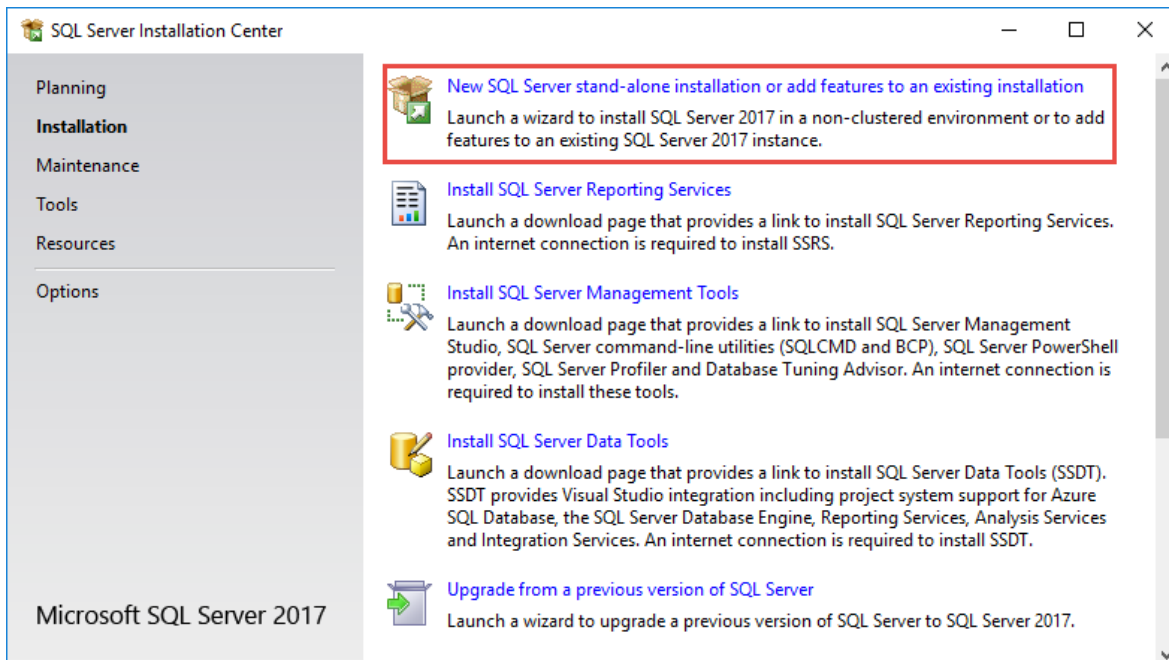 SQL Server Installation Center
Planning
Installation
Maintenance
Tools
Resources
Options
Microsoft SQL Server 2017
New SQL Server stand-alone installation or add features to an existing installation
Launch a wizard to install SQL Server 2017 in a non-clustered environment or to add
features to an existing SQL Server 2017 instance.
Install SQL Server Reporting Services
Launch a download page that provides a link to install SQL Server Reporting Services.
An internet connection is required to install SSRS.
Install SQL Server Management Tools
Launch a download page that provides a link to install SQL Server Management
Studio, SQL Server command-line utilities (SQLCMD and BCP), SQL Server PowerShell
provider, SQL Server Profiler and Database Tuning Advisor. An internet connection is
required to install these tools.
Install SQL Server Data Tools
Launch a download page that provides a link to install SQL Server Data Tools (SSDT).
SSDT provides Visual Studio integration including project system support for Azure
SQL Database, the SQL Server Database Engine, Reporting Services, Analysis Services
and Integration Services. An internet connection is required to install SSDT.
Upgrade from a previous version of SQL Server
Launch a wizard to upgrade a previous version of SQL Server to SQL Server 2017.